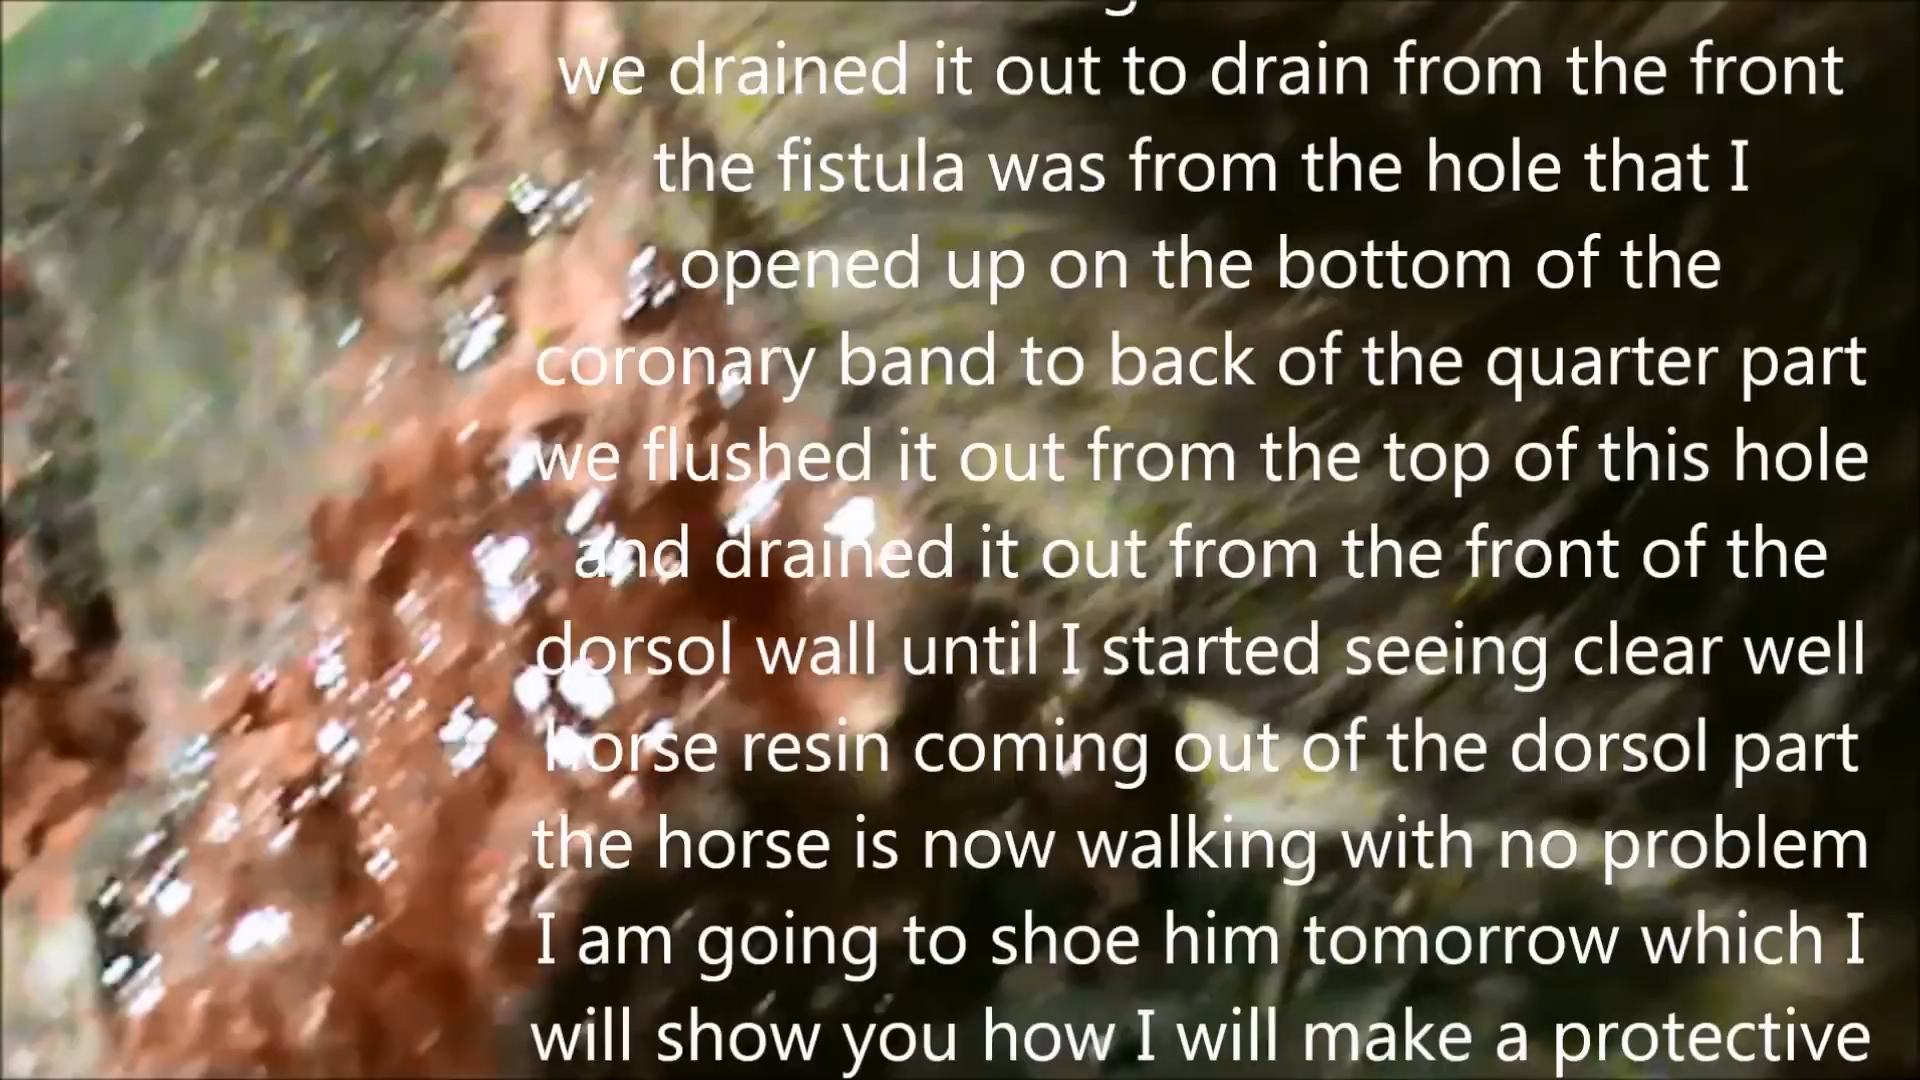 we drained it out to drain from the front
the fistula was from the hole that I
opened up on the bottom of the
coronary band to back of the quarter part
we flushed it out from the top of this hole
and drained it out from the front of the
dorsol wall until I started seeing clear well
horse resin coming out of the dorsol part
the horse is now walking with no problem
I am going to shoe him tomorrow which I
will show you how I will make a protective